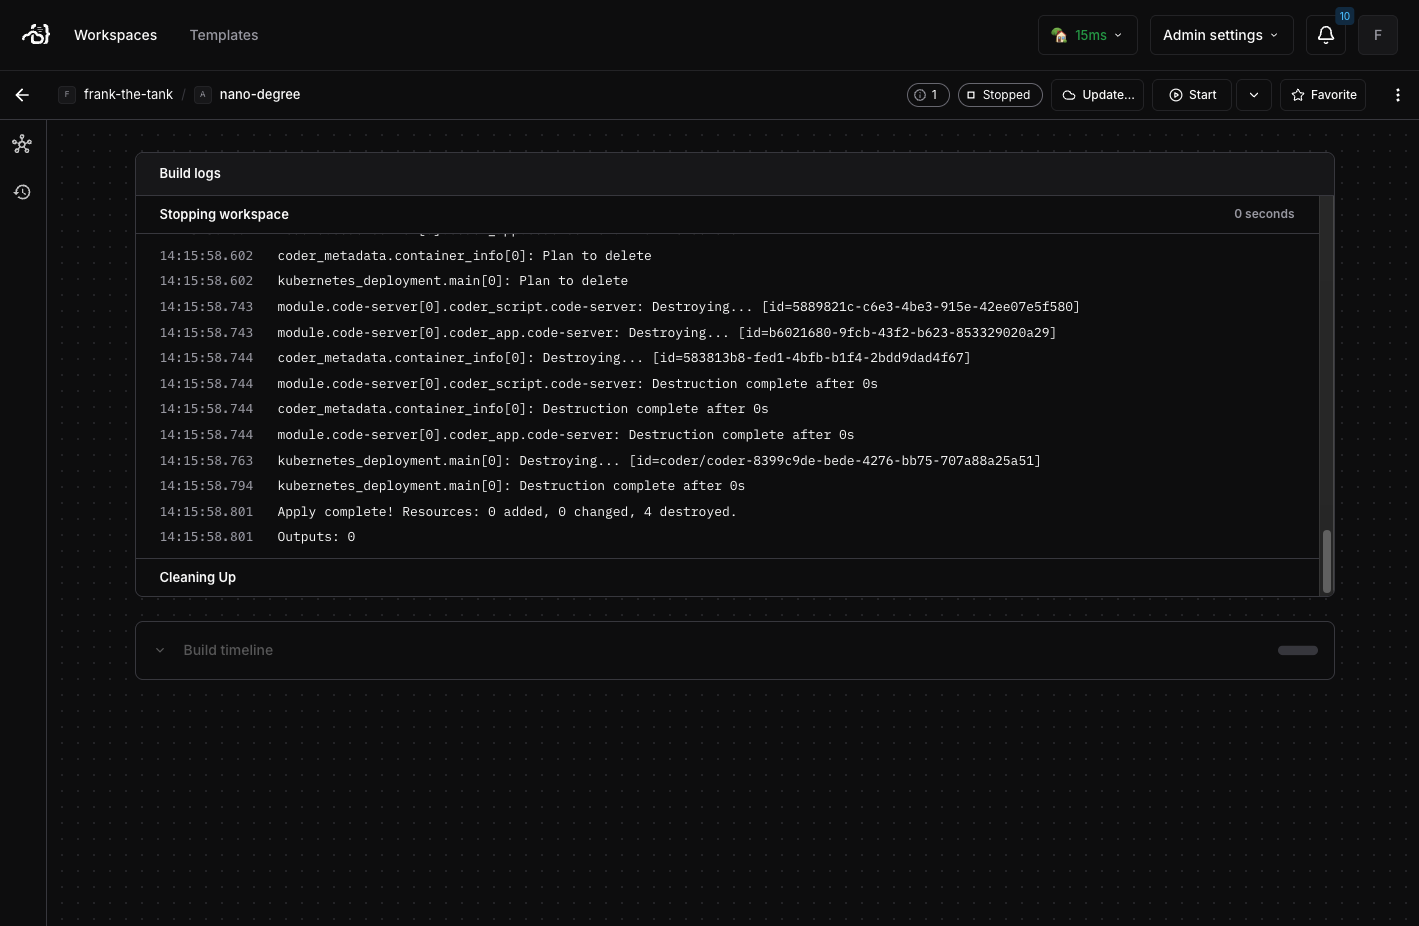 Workspaces
Templates
15ms
Admin settings
10
F
F
frank-the-tank
/
A
nano-degree
1
Stopped
Update...
Start
Favorite
Build logs
Stopping workspace
0 seconds
14:15:58.602 coder_metadata.container_info[0]: Plan to delete
14:15:58.602 kubernetes_deployment.main[0]: Plan to delete
14:15:58.743 module.code-server[0].coder_script.code-server: Destroying... [id=5889821c-c6e3-4be3-915e-42ee07e5f580]
14:15:58.743 module.code-server[0].coder_app.code-server: Destroying... [id=b6021680-9fcb-43f2-b623-853329020a29]
14:15:58.744 coder_metadata.container_info[0]: Destroying... [id=583813b8-fed1-4bfb-b1f4-2bdd9dad4f67]
14:15:58.744 module.code-server[0].coder_script.code-server: Destruction complete after 0s
14:15:58.744 coder_metadata.container_info[0]: Destruction complete after 0s
14:15:58.744 module.code-server[0].coder_app.code-server: Destruction complete after 0s
14:15:58.763 kubernetes_deployment.main[0]: Destroying... [id=coder/coder-8399c9de-bede-4276-bb75-707a88a25a51]
14:15:58.794 kubernetes_deployment.main[0]: Destruction complete after 0s
14:15:58.801 Apply complete! Resources: 0 added, 0 changed, 4 destroyed.
14:15:58.801 Outputs: 0
Cleaning Up
Build timeline